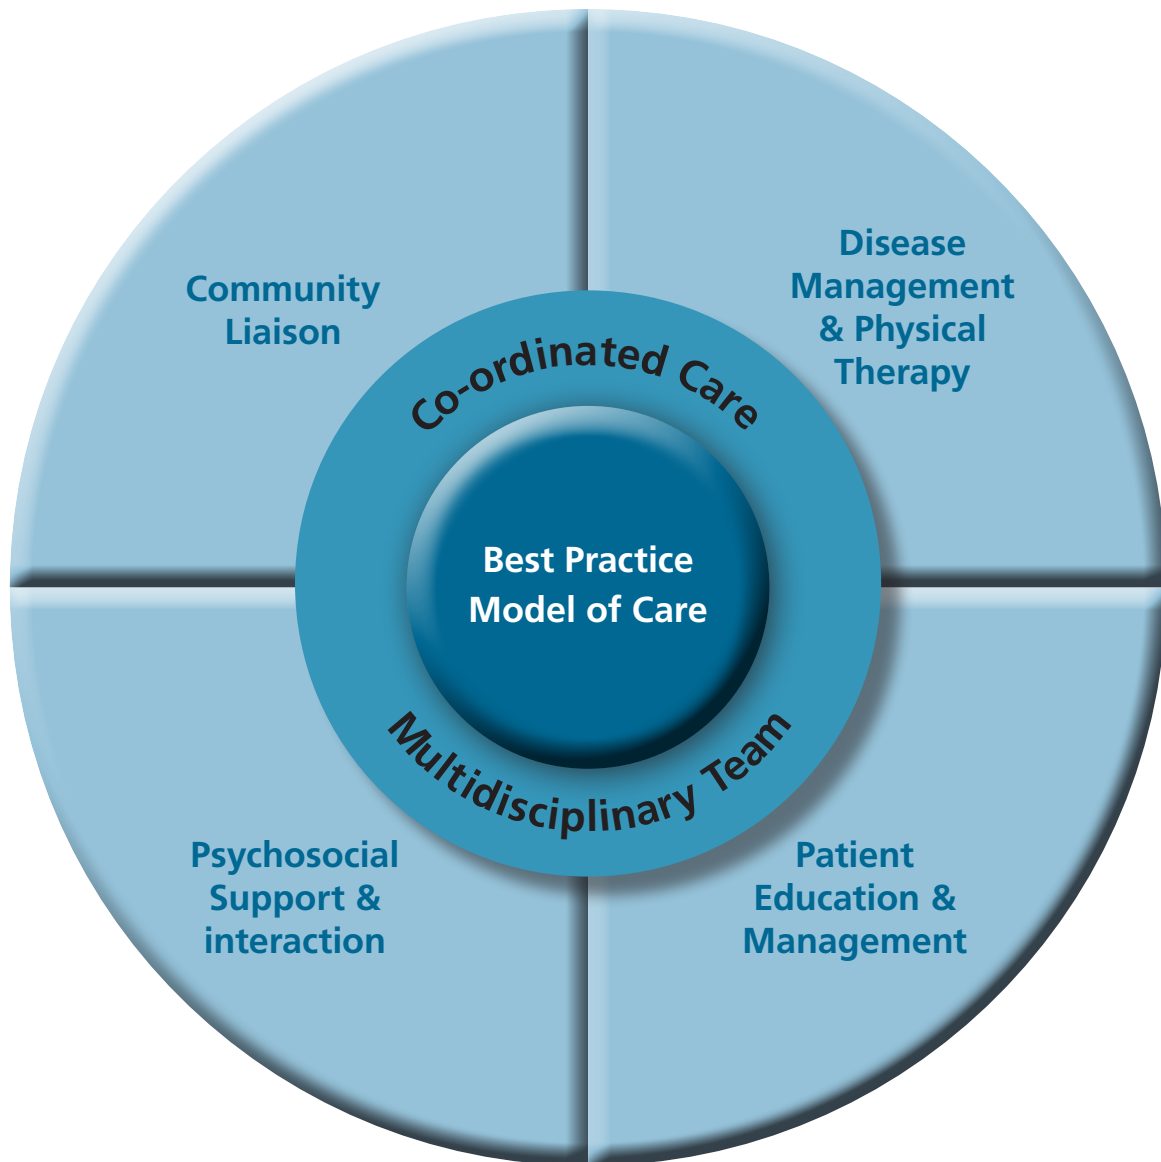 Community
Liaison
Disease
Management
& Physical
Therapy
Co-ordinated Care
Best Practice
Model of Care
Multidisciplinary Team
Psychosocial
Support &
interaction
Patient
Education &
Management